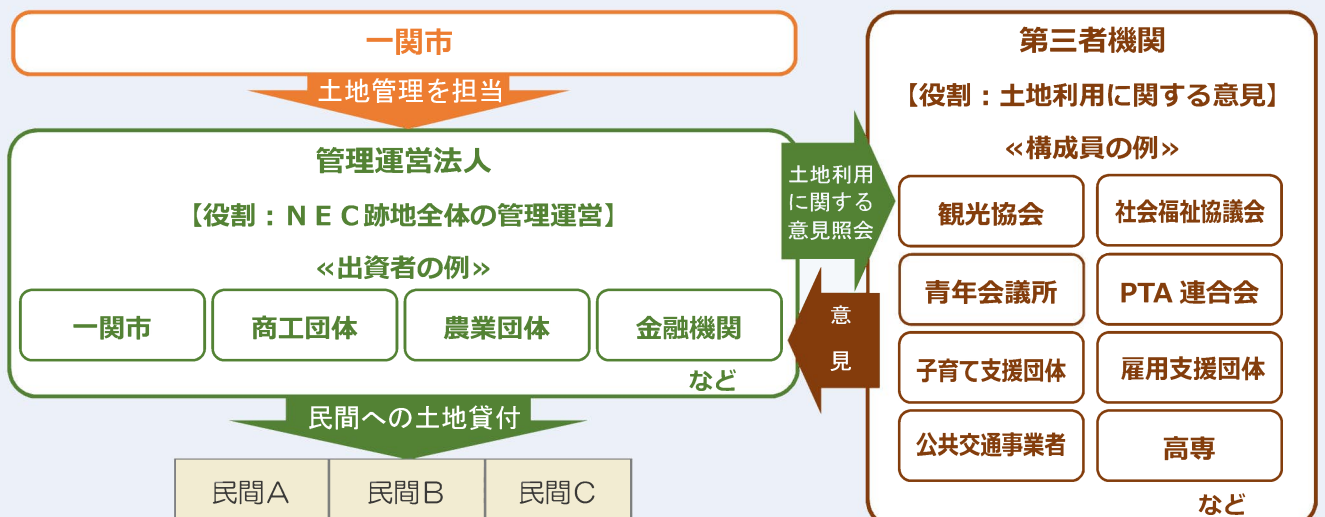 一関市
土地管理を担当
管理運営法人
【役割：ＮＥＣ跡地全体の管理運営】
«出資者の例»
一関市
商工団体
農業団体
金融機関
など
民間への土地貸付
民間A
民間B
民間C
土地利用
に関する
意見照会
意
見
第三者機関
【役割：土地利用に関する意見】
«構成員の例»
観光協会
社会福祉協議会
青年会議所
PTA 連合会
子育て支援団体
雇用支援団体
公共交通事業者
高専
など